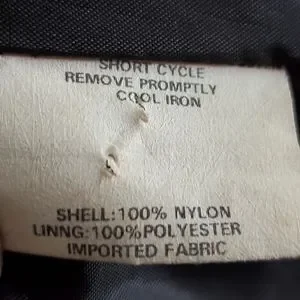 SHORT CYCLE
REMOVE PROMPTLY
COOL IRON
SHELL:100% NYLON
LINNG:100%POLYESTER
IMPORTED FABRIC